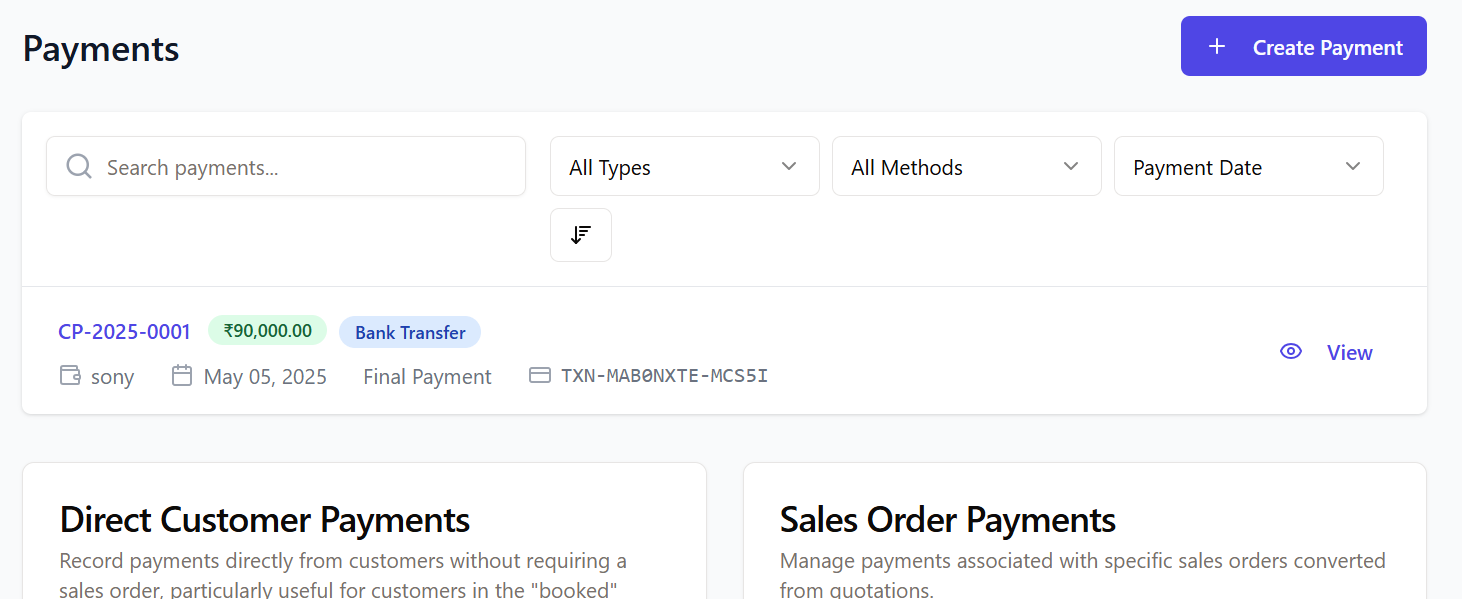 Payments
Create Payment
Search payments...
All Types
All Methods
Payment Date
CP-2025-0001
₹90,000.00
Bank Transfer
sony
May 05, 2025
Final Payment
TXN-MAB0NXTE-MCS5I
View
Direct Customer Payments
Record payments directly from customers without requiring a
sales order, particularly useful for customers in the "booked"
Sales Order Payments
Manage payments associated with specific sales orders converted
from quotations.